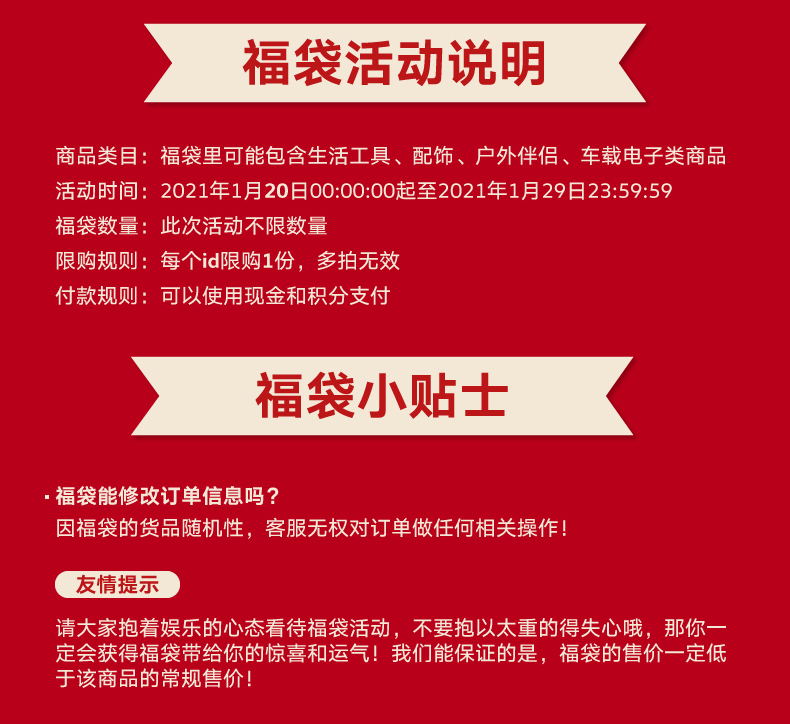 福袋活动说明
商品类目：福袋里可能包含生活工具、配饰、户外伴侣、车载电子类商品
活动时间：2021年1月20日00:00:00起至2021年1月29日23:59:59
福袋数量：此次活动不限数量
限购规则：每个id限购1份，多拍无效
付款规则：可以使用现金和积分支付
福袋小贴士
· 福袋能修改订单信息吗？
因福袋的货品随机性，客服无权对订单做任何相关操作！
友情提示
请大家抱着娱乐的心态看待福袋活动，不要抱以太重的得失心哦，那你一
定会获得福袋带给你的惊喜和运气！我们能保证的是，福袋的售价一定低
于该商品的常规售价！